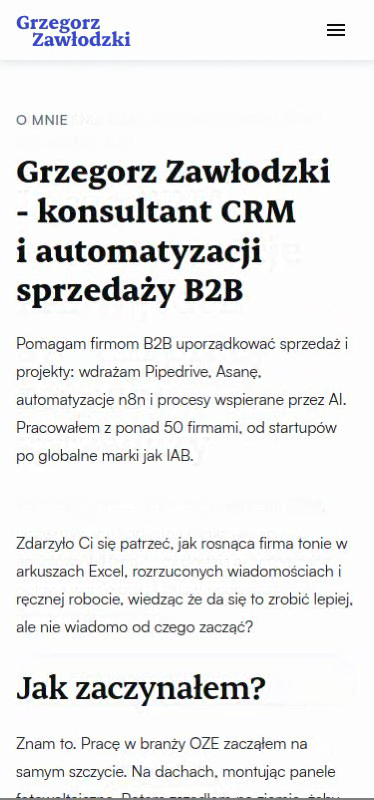 Grzegorz
Zawłodzki
O MNIE
Grzegorz Zawłodzki
- konsultant CRM
i automatyzacji
sprzedaży B2B
Pomagam firmom B2B uporządkować sprzedaż i
projekty: wdrażam Pipedrive, Asanę,
automatyzacje n8n i procesy wspierane przez AI.
Pracowałem z ponad 50 firmami, od startupów
po globalne marki jak IAB.
Zdarzyło Ci się patrzeć, jak rosnąca firma tonie w
arkuszach Excel, rozrzuconych wiadomościach i
ręcznej robocie, wiedząc że da się to zrobić lepiej,
ale nie wiadomo od czego zacząć?
Jak zaczynałem?
Znam to. Pracę w branży OZE zacząłem na
samym szczycie. Na dachach, montując panele